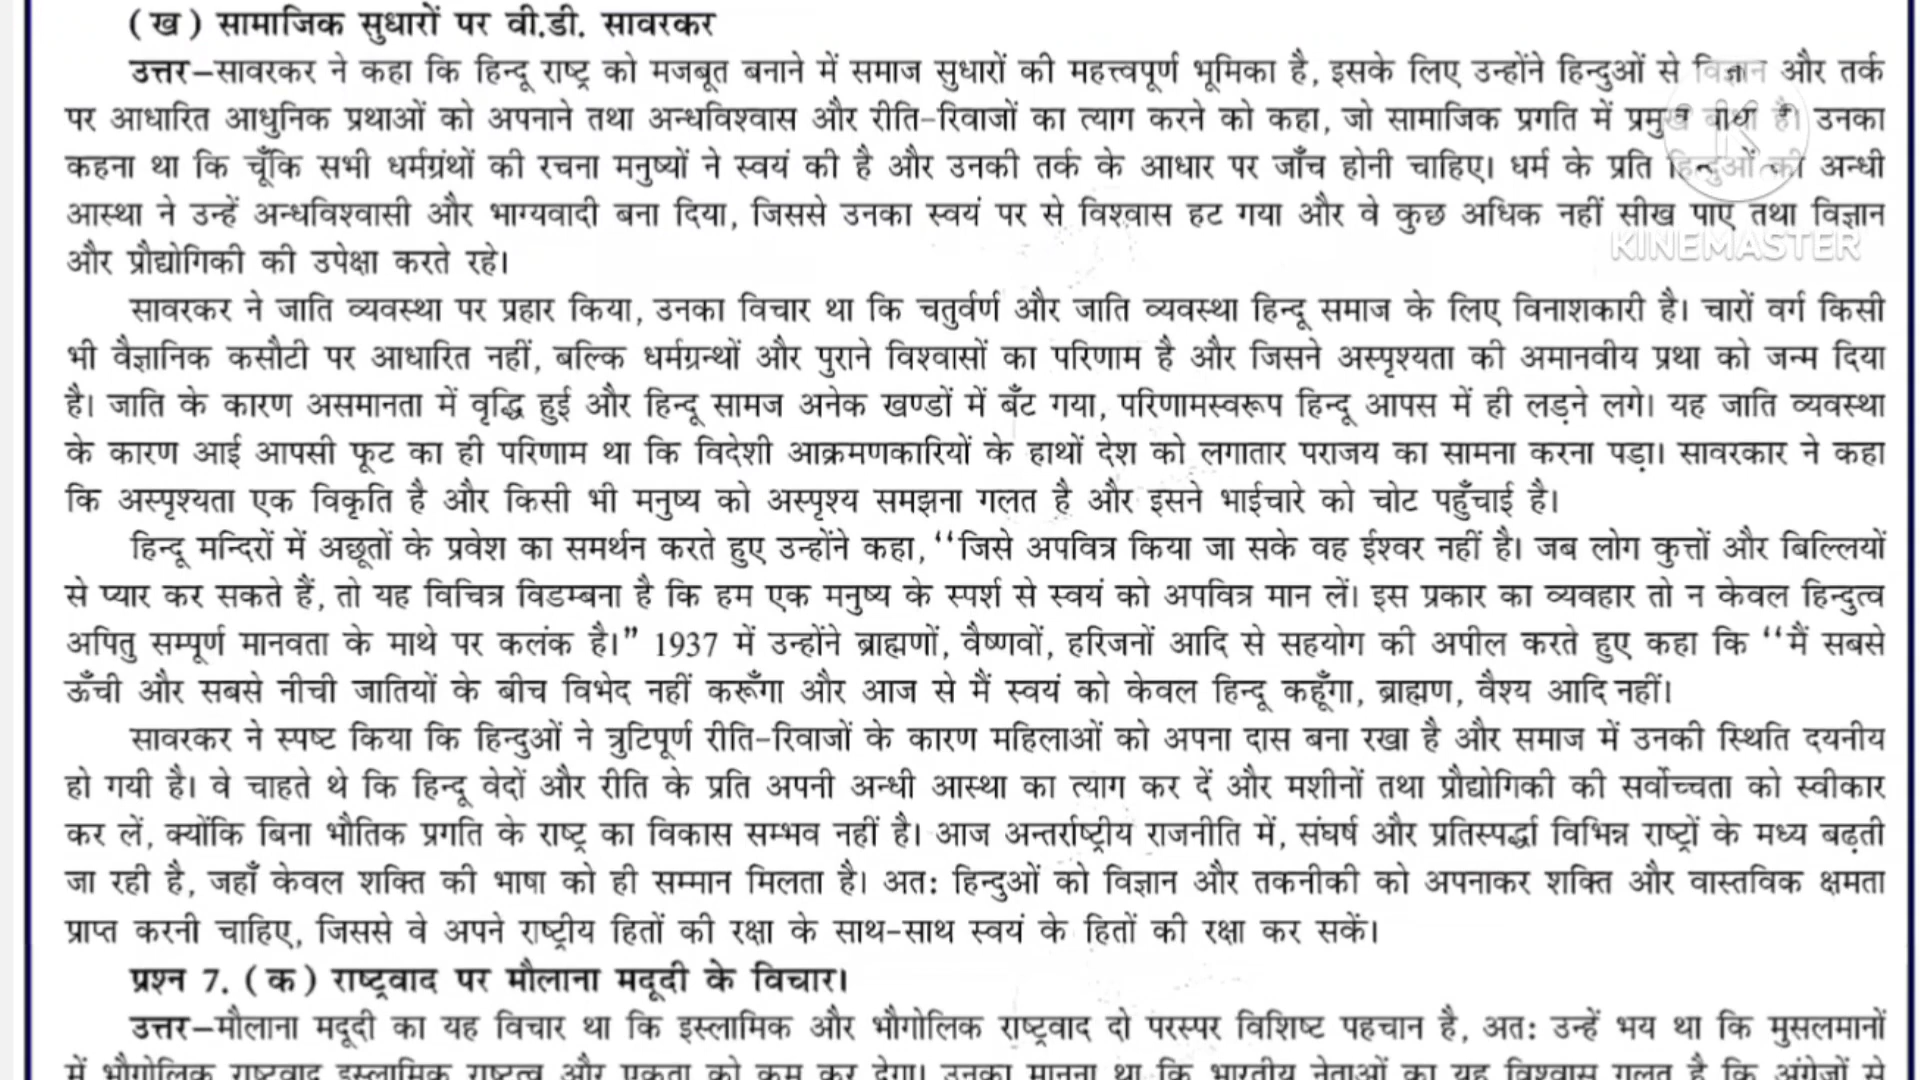 (ख) सामाजिक सुधारों पर वी.डी. सावरकर
उत्तर–सावरकर ने कहा कि हिन्दू राष्ट्र को मजबूत बनाने में समाज सुधारों की महत्त्वपूर्ण भूमिका है, इसके लिए उन्होंने हिन्दुओं से विज्ञान और तर्क
पर आधारित आधुनिक प्रथाओं को अपनाने तथा अन्धविश्वास और रीति-रिवाजों का त्याग करने को कहा, जो सामाजिक प्रगति में प्रमुख बाधा है। उनका
कहना था कि चूँकि सभी धर्मग्रंथों की रचना मनुष्यों ने स्वयं की है और उनकी तर्क के आधार पर जाँच होनी चाहिए। धर्म के प्रति हिन्दुओं की अन्धी
आस्था ने उन्हें अन्धविश्वासी और भाग्यवादी बना दिया, जिससे उनका स्वयं पर से विश्वास हट गया और वे कुछ अधिक नहीं सीख पाए तथा विज्ञान
और प्रौद्योगिकी की उपेक्षा करते रहे।
KINEMASTER
सावरकर ने जाति व्यवस्था पर प्रहार किया, उनका विचार था कि चतुर्वर्ण और जाति व्यवस्था हिन्दू समाज के लिए विनाशकारी है। चारों वर्ग किसी
भी वैज्ञानिक कसौटी पर आधारित नहीं, बल्कि धर्मग्रन्थों और पुराने विश्वासों का परिणाम है और जिसने अस्पृश्यता की अमानवीय प्रथा को जन्म दिया
है। जाति के कारण असमानता में वृद्धि हुई और हिन्दू सामज अनेक खण्डों में बँट गया, परिणामस्वरूप हिन्दू आपस में ही लड़ने लगे। यह जाति व्यवस्था
के कारण आई आपसी फूट का ही परिणाम था कि विदेशी आक्रमणकारियों के हाथों देश को लगातार पराजय का सामना करना पड़ा। सावरकार ने कहा
कि अस्पृश्यता एक विकृति है और किसी भी मनुष्य को अस्पृश्य समझना गलत है और इसने भाईचारे को चोट पहुँचाई है।
हिन्दू मन्दिरों में अछूतों के प्रवेश का समर्थन करते हुए उन्होंने कहा, ‘‘जिसे अपवित्र किया जा सके वह ईश्वर नहीं है। जब लोग कुत्तों और बिल्लियों
से प्यार कर सकते हैं, तो यह विचित्र विडम्बना है कि हम एक मनुष्य के स्पर्श से स्वयं को अपवित्र मान लें। इस प्रकार का व्यवहार तो न केवल हिन्दुत्व
अपितु सम्पूर्ण मानवता के माथे पर कलंक है।” 1937 में उन्होंने ब्राह्मणों, वैष्णवों, हरिजनों आदि से सहयोग की अपील करते हुए कहा कि ‘‘मैं सबसे
ऊँची और सबसे नीची जातियों के बीच विभेद नहीं करूँगा और आज से मैं स्वयं को केवल हिन्दू कहूँगा, ब्राह्मण, वैश्य आदि नहीं।
सावरकर ने स्पष्ट किया कि हिन्दुओं ने त्रुटिपूर्ण रीति-रिवाजों के कारण महिलाओं को अपना दास बना रखा है और समाज में उनकी स्थिति दयनीय
हो गयी है। वे चाहते थे कि हिन्दू वेदों और रीति के प्रति अपनी अन्धी आस्था का त्याग कर दें और मशीनों तथा प्रौद्योगिकी की सर्वोच्चता को स्वीकार
कर लें, क्योंकि बिना भौतिक प्रगति के राष्ट्र का विकास सम्भव नहीं है। आज अन्तर्राष्ट्रीय राजनीति में, संघर्ष और प्रतिस्पर्द्धा विभिन्न राष्ट्रों के मध्य बढ़ती
जा रही है, जहाँ केवल शक्ति की भाषा को ही सम्मान मिलता है। अतः हिन्दुओं को विज्ञान और तकनीकी को अपनाकर शक्ति और वास्तविक क्षमता
प्राप्त करनी चाहिए, जिससे वे अपने राष्ट्रीय हितों की रक्षा के साथ-साथ स्वयं के हितों की रक्षा कर सकें।
प्रश्न 7. (क) राष्ट्रवाद पर मौलाना मदूदी के विचार।
उत्तर–मौलाना मदूदी का यह विचार था कि इस्लामिक और भौगोलिक राष्ट्रवाद दो परस्पर विशिष्ट पहचान है, अतः उन्हें भय था कि मुसलमानों
में भौगोलिक राष्ट्रवाद इस्लामिक राष्ट्रत्व और एकता को कम कर देगा। उनका मानना था कि भारतीय नेताओं का यह विश्वास गलत है कि अंग्रेजों से